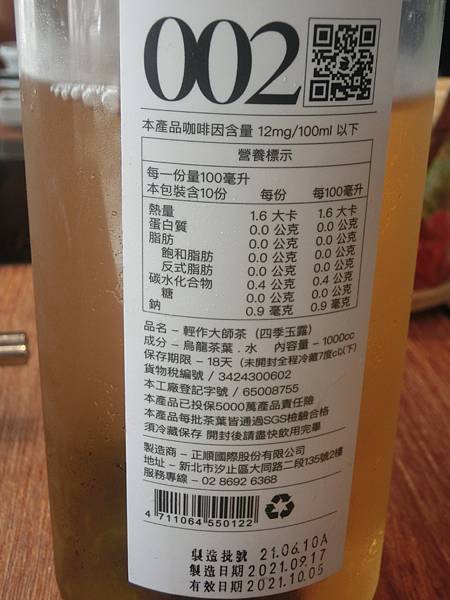 002
本產品咖啡因含量 12mg/100ml 以下
營養標示
每一份量100毫升
本包裝含10份 每份 每100毫升
熱量 1.6 大卡 1.6 大卡
蛋白質 0.0 公克 0.0 公克
脂肪 0.0 公克 0.0 公克
飽和脂肪 0.0 公克 0.0 公克
反式脂肪 0.0 公克 0.0 公克
碳水化合物 0.4 公克 0.4 公克
糖 0.0 公克 0.0 公克
鈉 0.9 毫克 0.9 毫克
品名 - 輕作大師茶（四季玉露）
成分 - 烏龍茶葉．水 內容量 - 1000cc
保存期限 - 18天（未開封全程冷藏7度c以下）
貨物稅編號 / 3424300602
本工廠登記字號 / 65008755
本產品已投保5000萬產品責任險
本產品每批茶葉皆通過SGS檢驗合格
須冷藏保存 開封後請盡快飲用完畢
製造商 - 正順國際股份有限公司
地址 - 新北市汐止區大同路二段135號2樓
服務專線 - 02 8692 6368
4 711064 550122
製造批號 21.06.10A
製造日期 2021.09.17
有效日期 2021.10.05